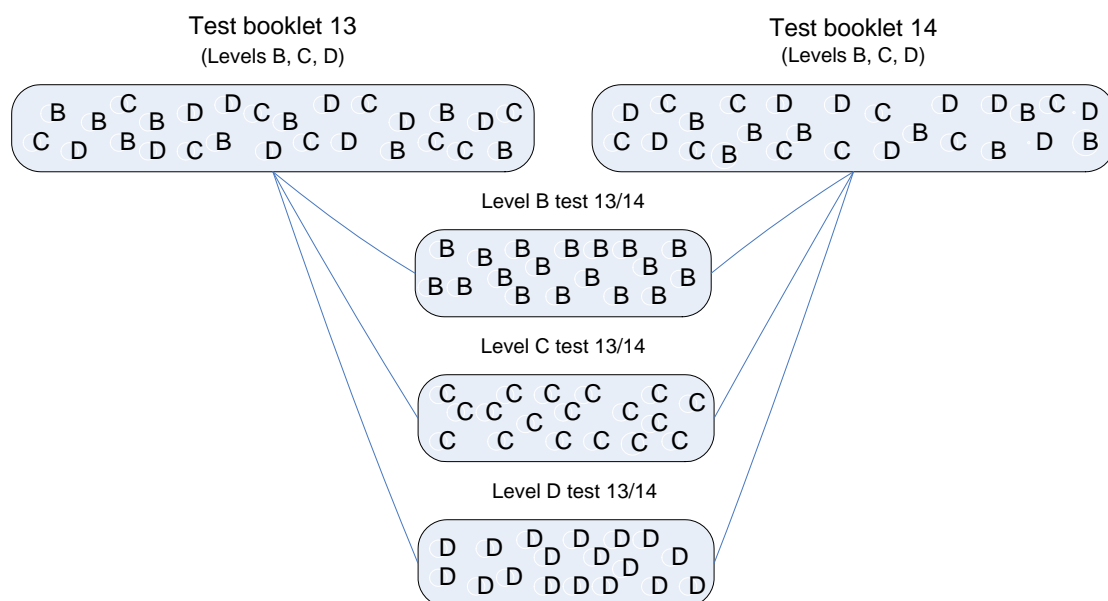 Test booklet 13
(Levels B, C, D)
B B C B D D C B D C D B D C
C D B D C B D C D B C C B
Test booklet 14
(Levels B, C, D)
D C B C B D B D C B D D B C D
C D C B C C D C B D B
Level B test 13/14
B B B B B B B B B
B B B B B B B B B
Level C test 13/14
C C C C C C C C C C
C C C C C C C C
Level D test 13/14
D D D D D D D D D
D D D D D D D D D